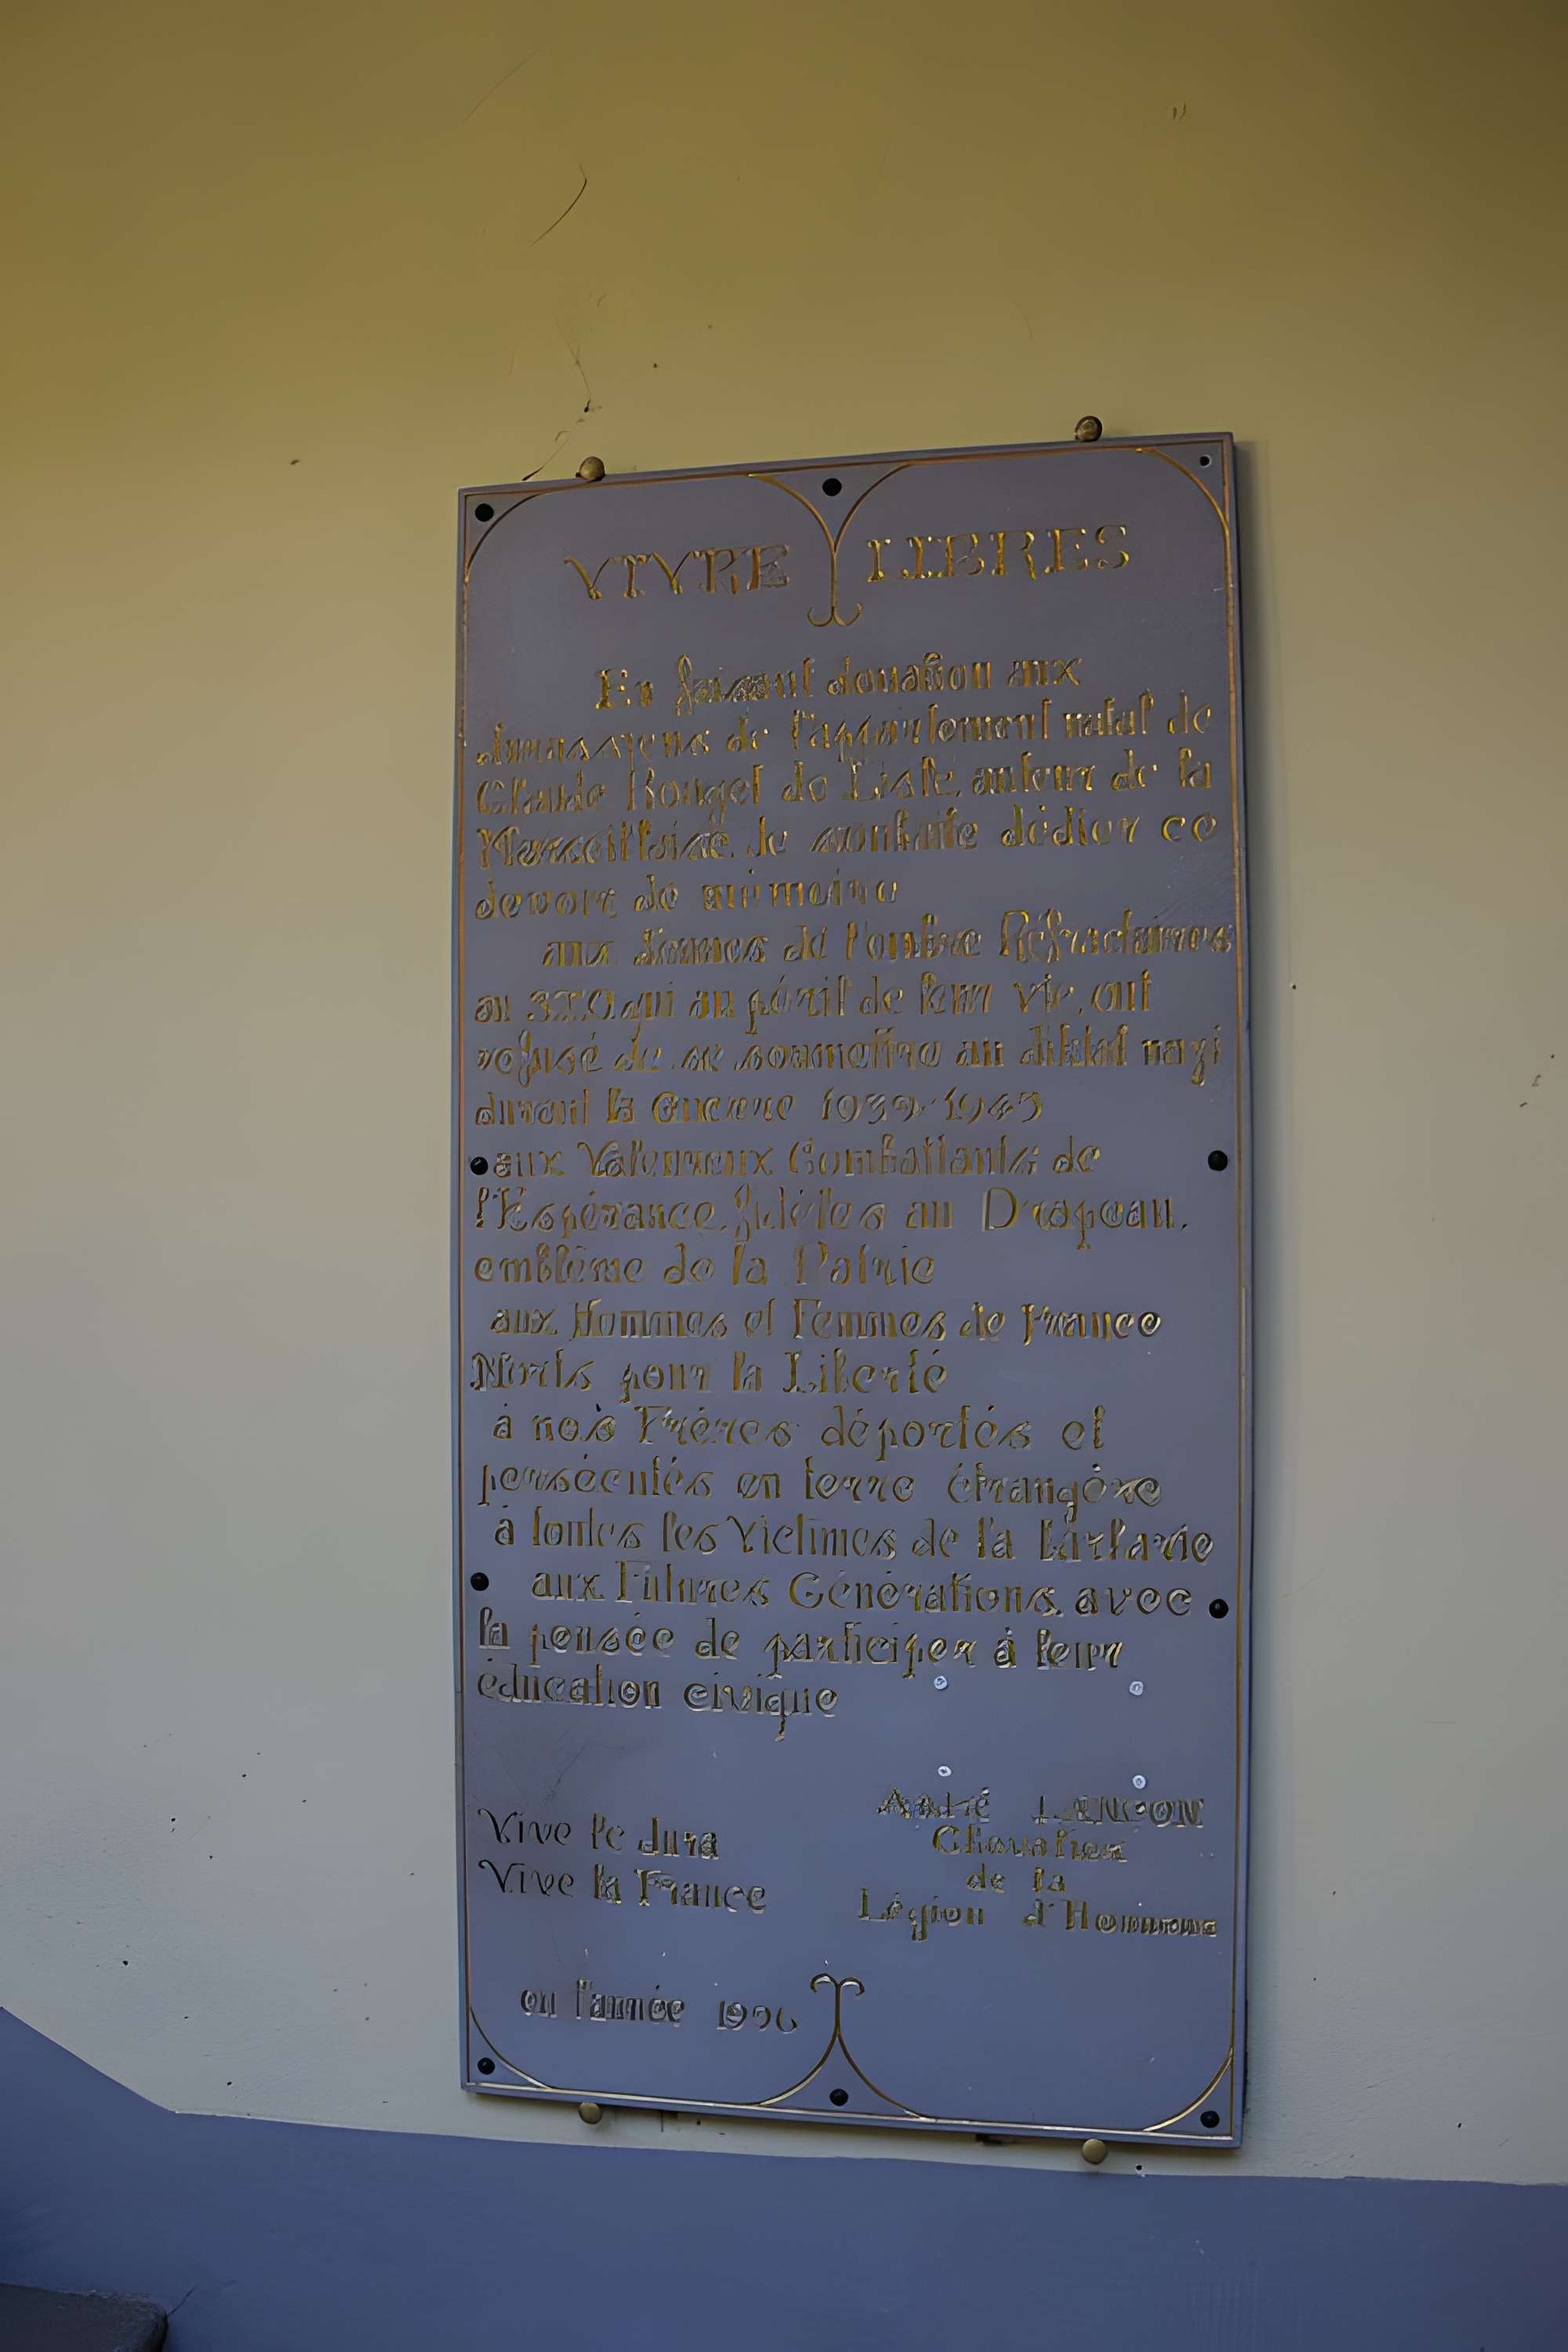 VIVRE LIBRES
En faisant donation aux
Jurassiens de l'appartement natal de
Claude Rouget de Lisle, auteur de la
Marseillaise. Je souhaite dédier ce
devoir de mémoire
aux de l'ombre Réfractaires
au S.T.O. qui au péril de leur vie, ont
refusé de se soumettre au diktat nazi
durant la Guerre 1939-1945
aux Valeureux Combattants de
l'Espérance, fidèles au Drapeau,
emblème de la Patrie
aux Hommes et Femmes de France
Morts pour la Liberté
à nos Frères déportés et
persécutés en terre étrangère
à toutes les Victimes de la Barbarie
aux Futures Générations, avec
la pensée de participer à leur
éducation civique
André LANÇON
Chevalier
de la
Légion d'Honneur
Vive le Jura
Vive la France
en l'année 1996